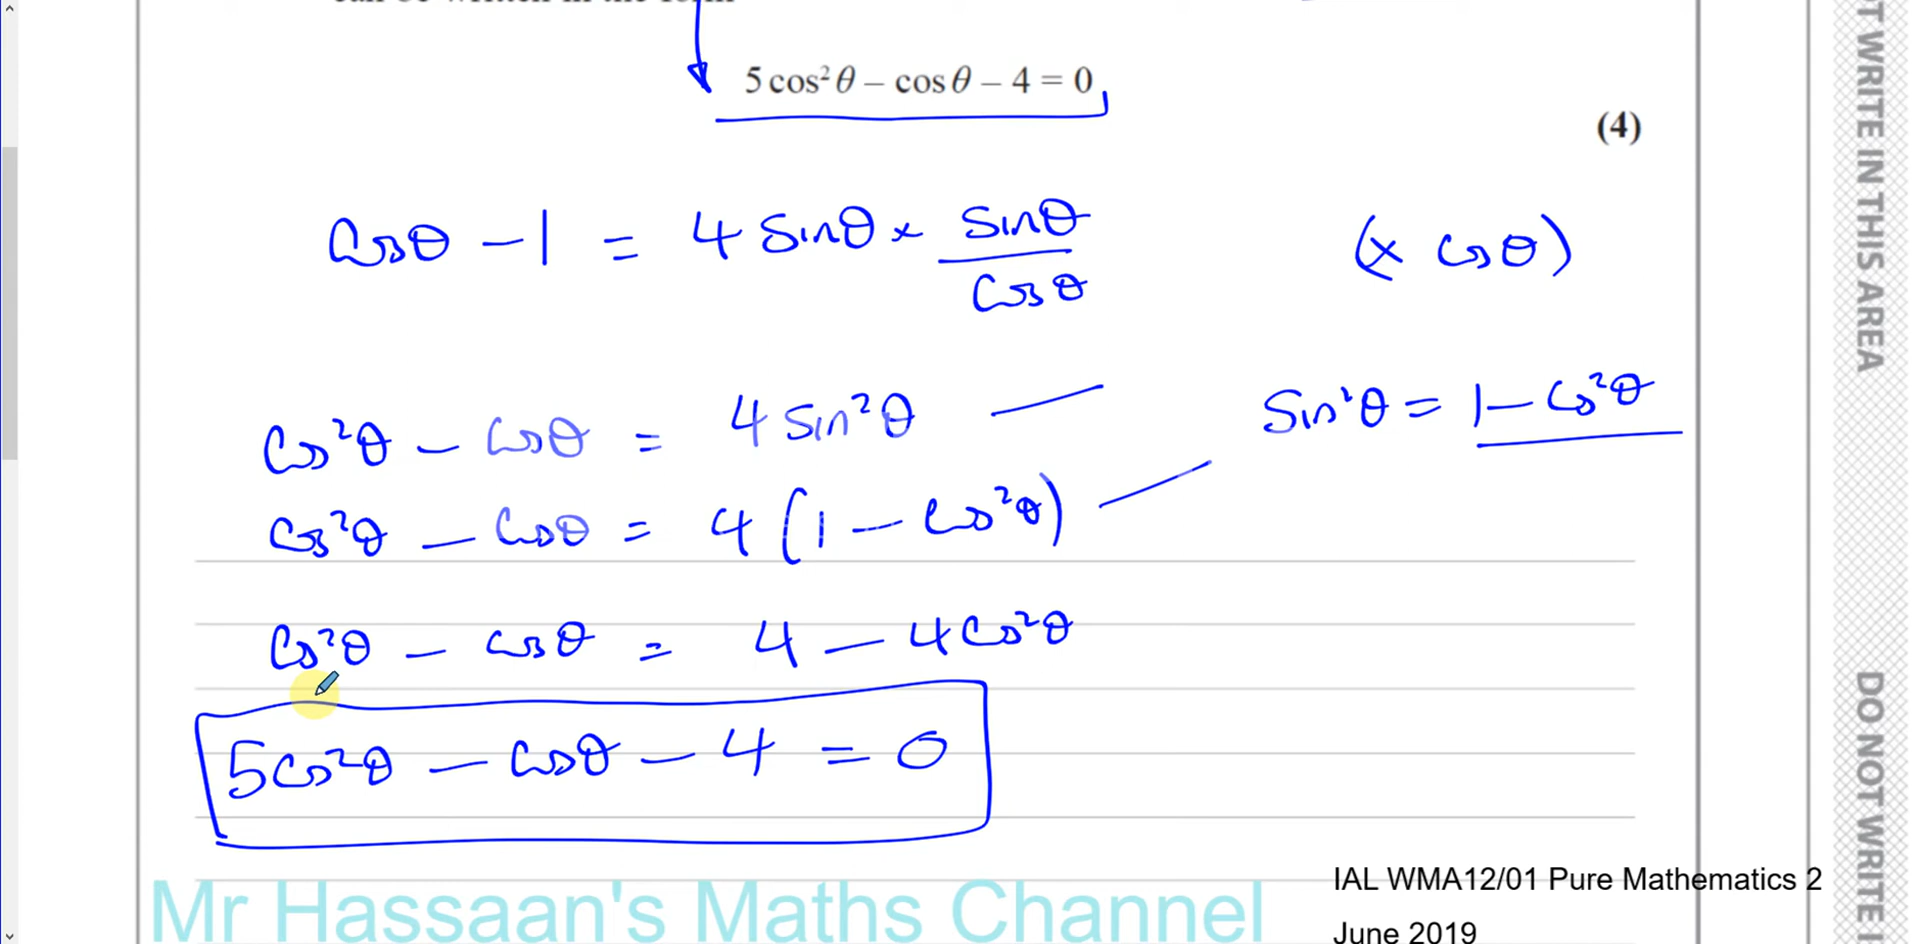 5 cos² θ – cos θ – 4 = 0
(4)
Cosθ – 1 = 4 Sinθ × Sinθ / Cosθ (× Cosθ)
Cos²θ – Cosθ = 4 Sin²θ
Sin²θ = 1 – Cos²θ
Cos²θ – Cosθ = 4 (1 – Cos²θ)
Cos²θ – Cosθ = 4 – 4Cos²θ
5Cos²θ – Cosθ – 4 = 0
IAL WMA12/01 Pure Mathematics 2
Mr Hassaan's Maths Channel
June 2019
WRITE IN THIS AREA
DO NOT WRITE